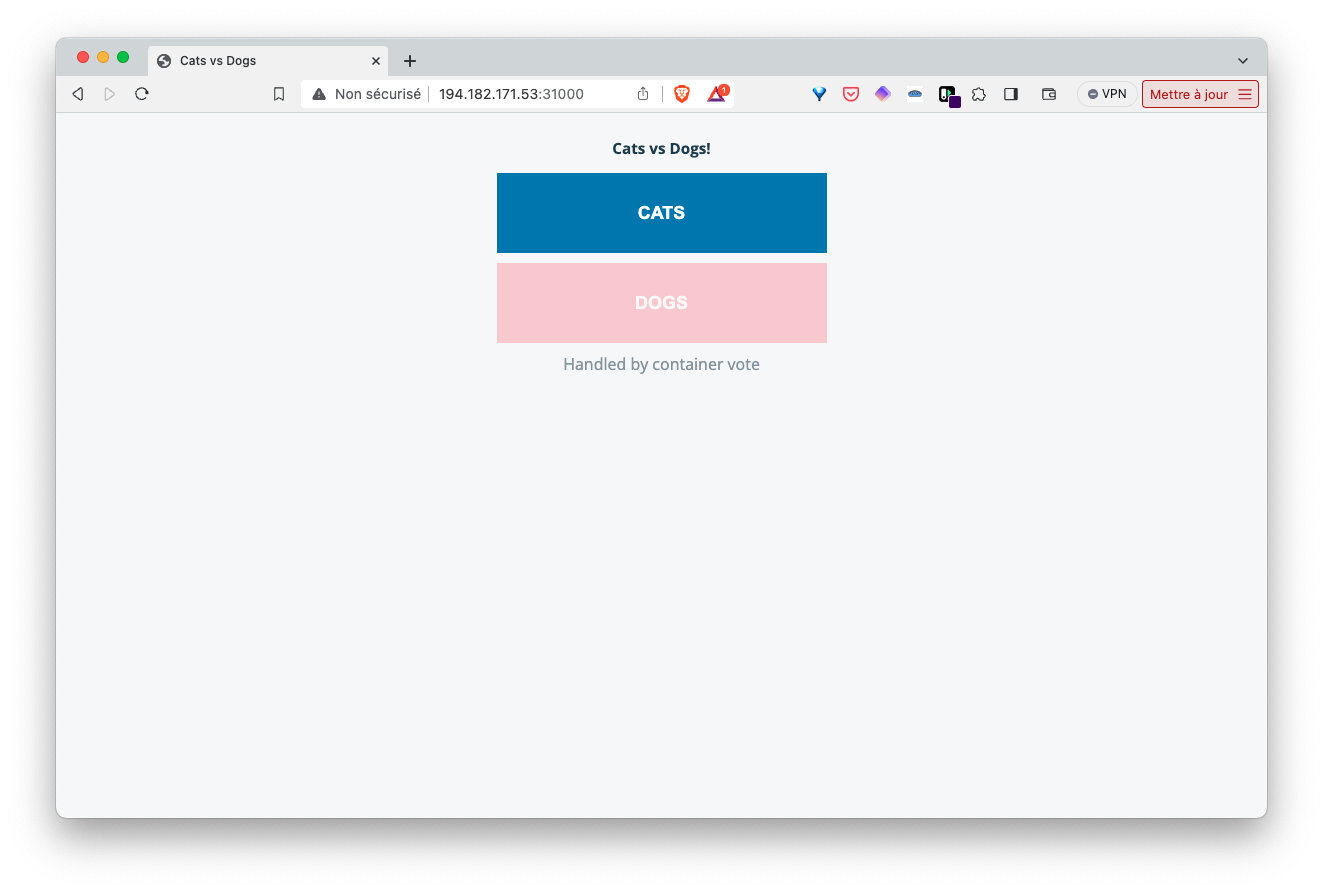 Cats vs Dogs
Non sécurisé 194.182.171.53:31000 1 VPN Mettre à jour
Cats vs Dogs!
CATS
DOGS
Handled by container vote